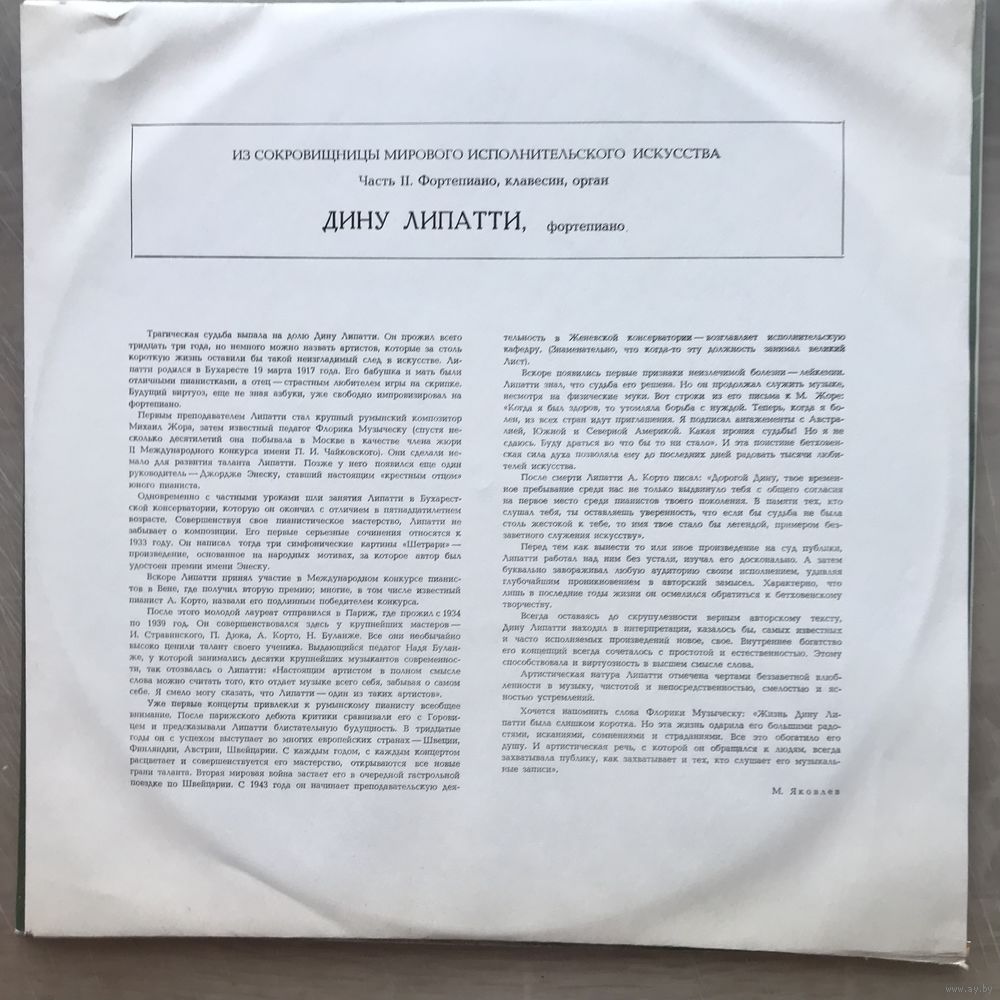 ИЗ СОКРОВИЩНИЦЫ МИРОВОГО ИСПОЛНИТЕЛЬСКОГО ИСКУССТВА
Часть II. Фортепиано, клавесин, орган
ДИНУ ЛИПАТТИ, фортепиано.
Трагическая судьба выпала на долю Дину Липатти. Он прожил всего
тридцать три года, но немного можно назвать артистов, которые за столь
короткую жизнь оставили бы такой неизгладимый след в искусстве. Ли-
патти родился в Бухаресте 19 марта 1917 года. Его бабушка и мать были
отличными пианистками, а отец — страстным любителем игры на скрипке.
Будущий виртуоз, еще не зная азбуки, уже свободно импровизировал на
фортепиано.
Первым преподавателем Липатти стал крупный румынский композитор
Михаил Жора, затем известный педагог Флорика Музыческу (спустя не-
сколько десятилетий она побывала в Москве в качестве члена жюри
II Международного конкурса имени П. И. Чайковского). Они сделали не-
мало для развития таланта Липатти. Позже у него появился еще один
руководитель — Джордже Энеску, ставший настоящим «крестным отцом»
юного пианиста.
Одновременно с частными уроками шли занятия Липатти в Бухарест-
ской консерватории, которую он окончил с отличием в пятнадцатилетнем
возрасте. Совершенствуя свое пианистическое мастерство, Липатти не
забывает о композиции. Его первые серьезные сочинения относятся к
1933 году. Он написал тогда три симфонические картины «Шетрари» —
произведение, основанное на народных мотивах, за которое автор был
удостоен премии имени Энеску.
Вскоре Липатти принял участие в Международном конкурсе пианис-
тов в Вене, где получил вторую премию; многие, в том числе известный
пианист А. Корто, назвали его подлинным победителем конкурса.
После этого молодой лауреат отправился в Париж, где прожил с 1934
по 1939 год. Он совершенствовался здесь у крупнейших мастеров —
И. Стравинского, П. Дюка, А. Корто, Н. Буланже. Все они необычайно
высоко ценили талант своего ученика. Выдающийся педагог Надя Булан-
же, у которой занимались десятки крупнейших музыкантов современнос-
ти, так отозвалась о Липатти: «Настоящим артистом в полном смысле
слова можно считать того, кто отдает музыке всего себя, забывая о самом
себе. Я смело могу сказать, что Липатти — один из таких артистов».
Уже первые концерты привлекли к румынскому пианисту всеобщее
внимание. После парижского дебюта критики сравнивали его с Горови-
цем и предсказывали Липатти блистательную будущность. В тридцатые
годы он с успехом выступает во многих европейских странах — Швеции,
Финляндии, Австрии, Швейцарии. С каждым годом, с каждым концертом
расцветает и совершенствуется его мастерство, открываются все новые
грани таланта. Вторая мировая война застает его в очередной гастрольной
поездке по Швейцарии. С 1943 года он начинает преподавательскую дея-
тельность в Женевской консерватории — возглавляет исполнительскую
кафедру. (Знаменательно, что когда-то эту должность занимал великий
Лист).
Вскоре появились первые признаки неизлечимой болезни — лейкемии.
Липатти знал, что судьба его решена. Но он продолжал служить музыке,
несмотря на физические муки. Вот строки из его письма к М. Жоре:
«Когда я был здоров, то утомляла борьба с нуждой. Теперь, когда я бо-
лен, из всех стран идут приглашения. Я подписал ангажементы с Австра-
лией, Южной и Северной Америкой. Какая ирония судьбы! Но я не
сдаюсь. Буду драться во что бы то ни стало». И эта поистине бетховен-
ская сила духа позволяла ему до последних дней радовать тысячи люби-
телей искусства.
После смерти Липатти А. Корто писал: «Дорогой Дину, твое времен-
ное пребывание среди нас не только выдвинуло тебя с общего согласия
на первое место среди пианистов твоего поколения. В памяти тех, кто
слушал тебя, ты оставляешь уверенность, что если бы судьба не была
столь жестокой к тебе, то имя твое стало бы легендой, примером без-
заветного служения искусству».
Перед тем как вынести то или иное произведение на суд публики,
Липатти работал над ним без устали, изучал его досконально. А затем
буквально завораживал любую аудиторию своим исполнением, удивляя
глубочайшим проникновением в авторский замысел. Характерно, что
лишь в последние годы жизни он осмелился обратиться к бетховенскому
творчеству.
Всегда оставаясь до скрупулезности верным авторскому тексту,
Дину Липатти находил в интерпретации, казалось бы, самых известных
и часто исполняемых произведений новое, свое. Внутреннее богатство
его концепций всегда сочеталось с простотой и естественностью. Этому
способствовала и виртуозность в высшем смысле слова.
Артистическая натура Липатти отмечена чертами беззаветной влюб-
ленности в музыку, чистотой и непосредственностью, смелостью и яс-
ностью устремлений.
Хочется напомнить слова Флорики Музыческу: «Жизнь Дину Ли-
патти была слишком коротка. Но эта жизнь одарила его большими радо-
стями, исканиями, сомнениями и страданиями. Все это обогатило его
душу. И артистическая речь, с которой он обращался к людям, всегда
захватывала публику, как захватывает и тех, кто слушает его музыкаль-
ные записи».
М. Яковлев
www.ay.by